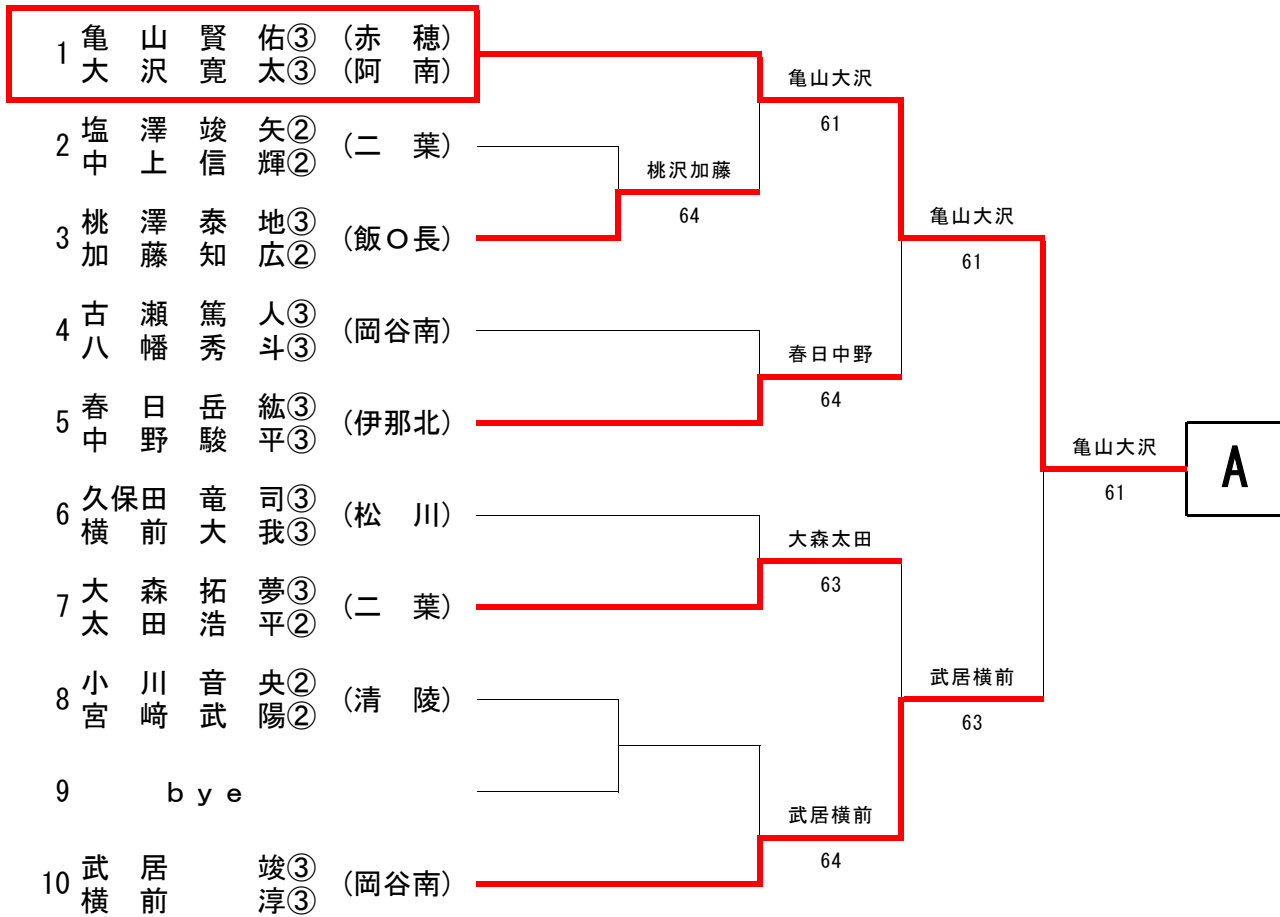 1 亀山賢佑③ (赤穂)
大沢寛太③ (阿南)
2 塩澤竣矢② (二葉)
中上信輝②
3 桃澤泰地③ (飯O長)
加藤知広②
4 古瀬篤人③ (岡谷南)
八幡秀斗③
5 春日岳紘③ (伊那北)
中野駿平③
6 久保田竜司③ (松川)
横前大我③
7 大森拓夢③ (二葉)
太田浩平②
8 小川音央② (清陵)
宮﨑武陽②
9 bye
10 武居竣③ (岡谷南)
横前淳③
桃沢加藤
64
亀山大沢
61
春日中野
64
大森太田
63
武居横前
64
亀山大沢
61
武居横前
63
亀山大沢
61
A